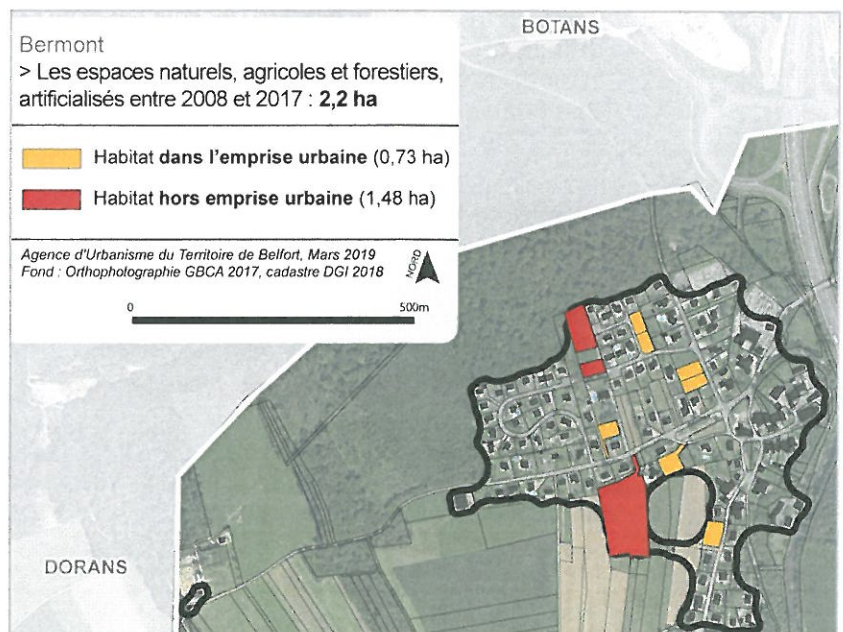 BOTANS
Bermont
> Les espaces naturels, agricoles et forestiers,
artificialisés entre 2008 et 2017 : 2,2 ha
Habitat dans l'emprise urbaine (0,73 ha)
Habitat hors emprise urbaine (1,48 ha)
Agence d'Urbanisme du Territoire de Belfort, Mars 2019
Fond : Orthophotographie GBCA 2017, cadastre DGI 2018
NORD
0 500m
DORANS